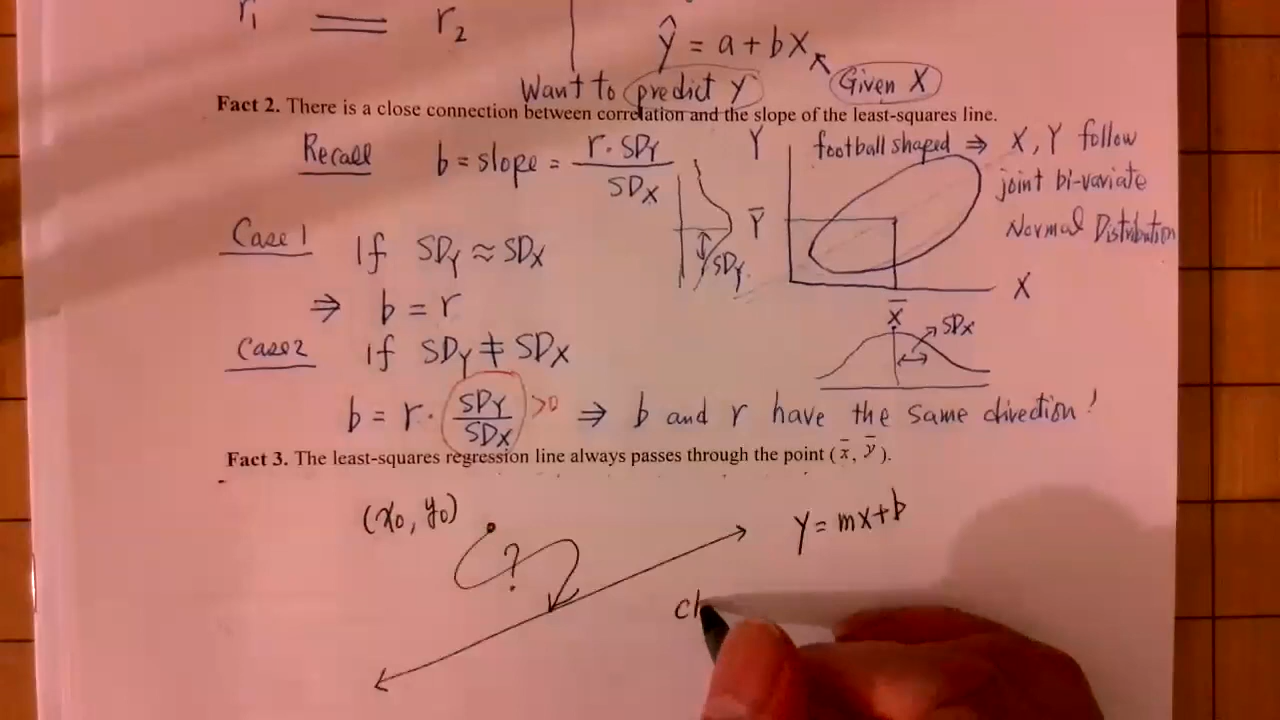 r₁ = r₂
ŷ = a + bX
Want to predict Y Given X
Fact 2. There is a close connection between correlation and the slope of the least-squares line.
Recall b = slope = r · SDY / SDX
Y football shaped ⇒ X, Y follow
joint bi-variate
Normal Distribution
Ȳ
SDY
X
X̄
SDX
Case 1 If SDY ≈ SDX
⇒ b = r
Case 2 If SDY ≠ SDX
b = r · SDY / SDX >0 ⇒ b and r have the same direction!
Fact 3. The least-squares regression line always passes through the point (x̄, ȳ).
(x₀, y₀)
?
Y = mX+b
ch